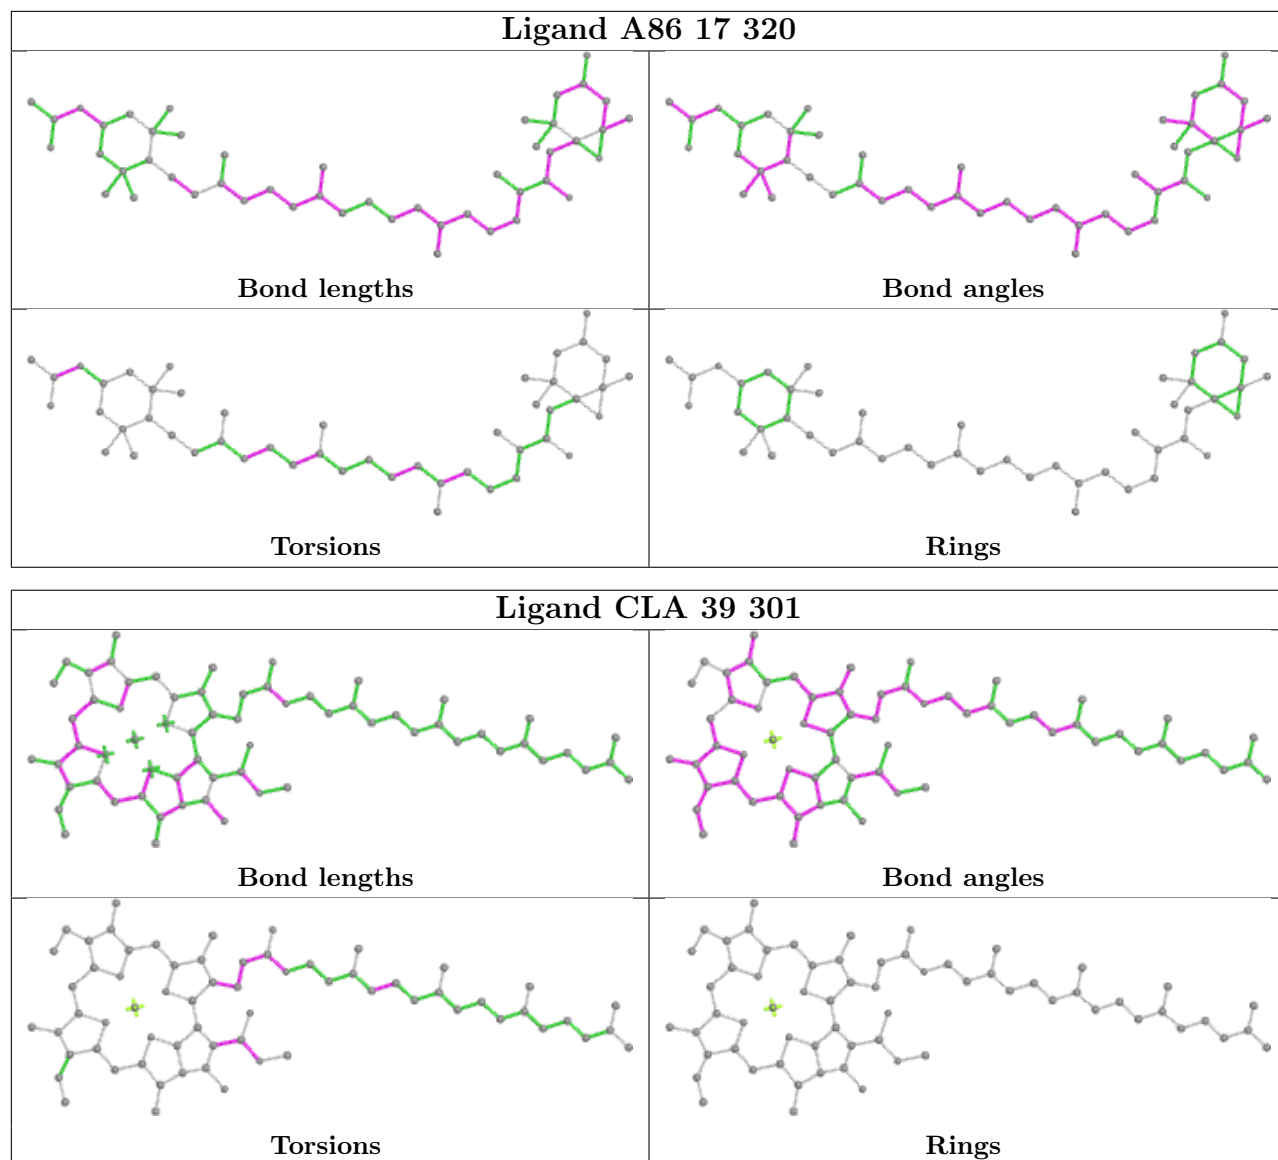 Ligand A86 17 320
Bond lengths
Bond angles
Torsions
Rings
Ligand CLA 39 301
Bond lengths
Bond angles
Torsions
Rings